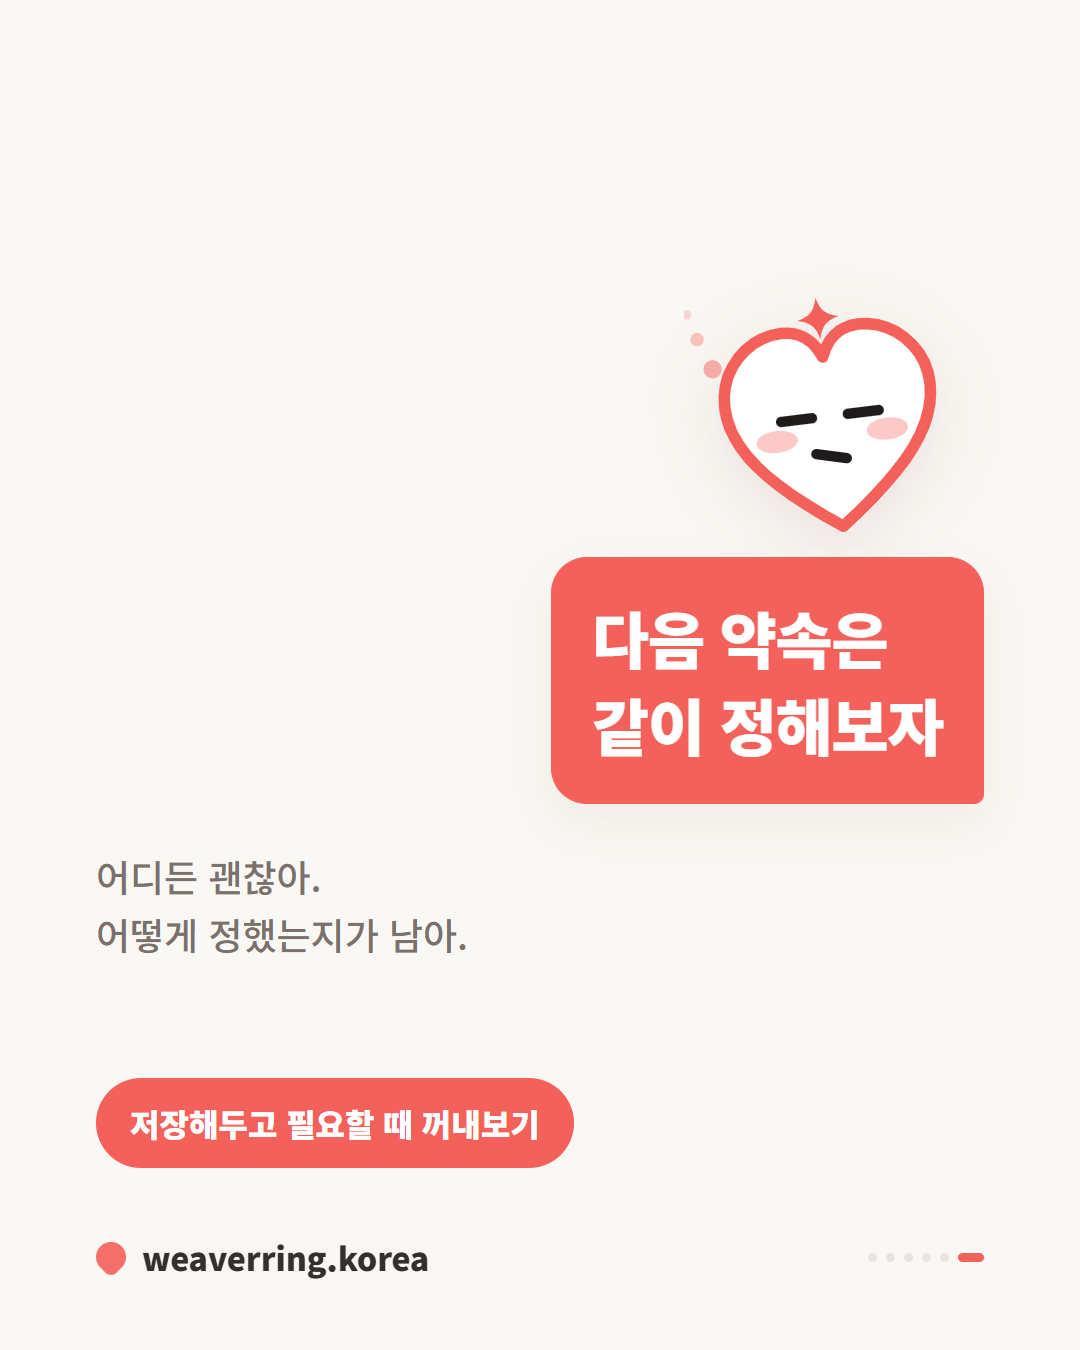 다음 약속은
같이 정해보자
어디든 괜찮아.
어떻게 정했는지가 남아.
저장해두고 필요할 때 꺼내보기
weaverring.korea